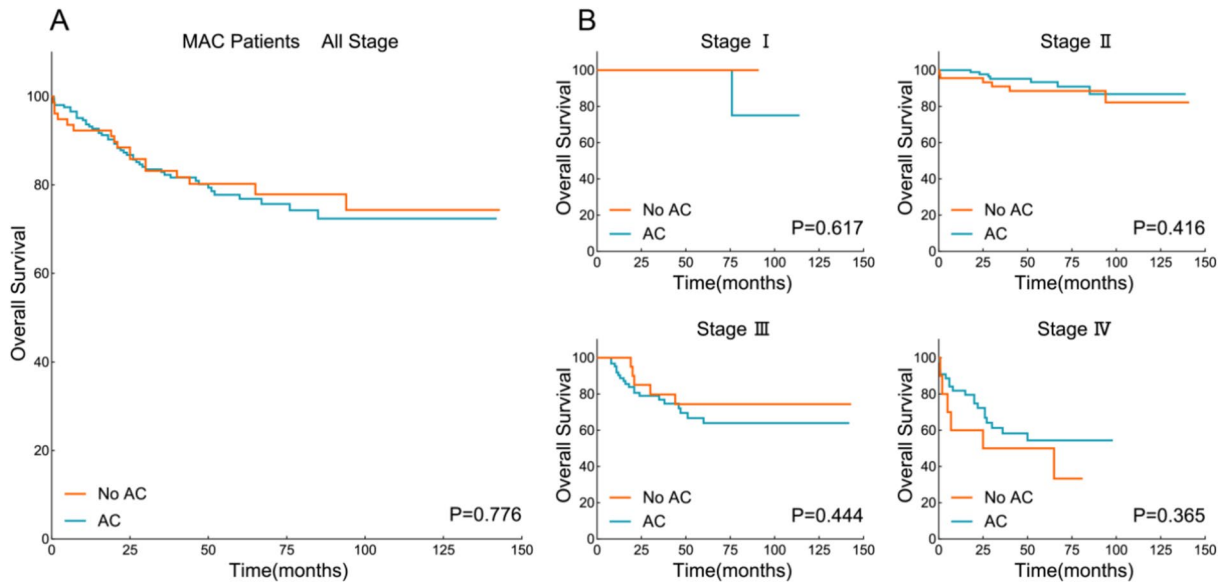 A
MAC Patients All Stage
Overall Survival
100
80
60
40
20
0
No AC
AC
P=0.776
0 25 50 75 100 125 150
Time(months)
B
Stage Ⅰ
Overall Survival
100
80
60
40
20
0
No AC
AC
P=0.617
0 25 50 75 100 125 150
Time(months)
Stage Ⅱ
Overall Survival
100
80
60
40
20
0
No AC
AC
P=0.416
0 25 50 75 100 125 150
Time(months)
Stage Ⅲ
Overall Survival
100
80
60
40
20
0
No AC
AC
P=0.444
0 25 50 75 100 125 150
Time(months)
Stage Ⅳ
Overall Survival
100
80
60
40
20
0
No AC
AC
P=0.365
0 25 50 75 100 125 150
Time(months)